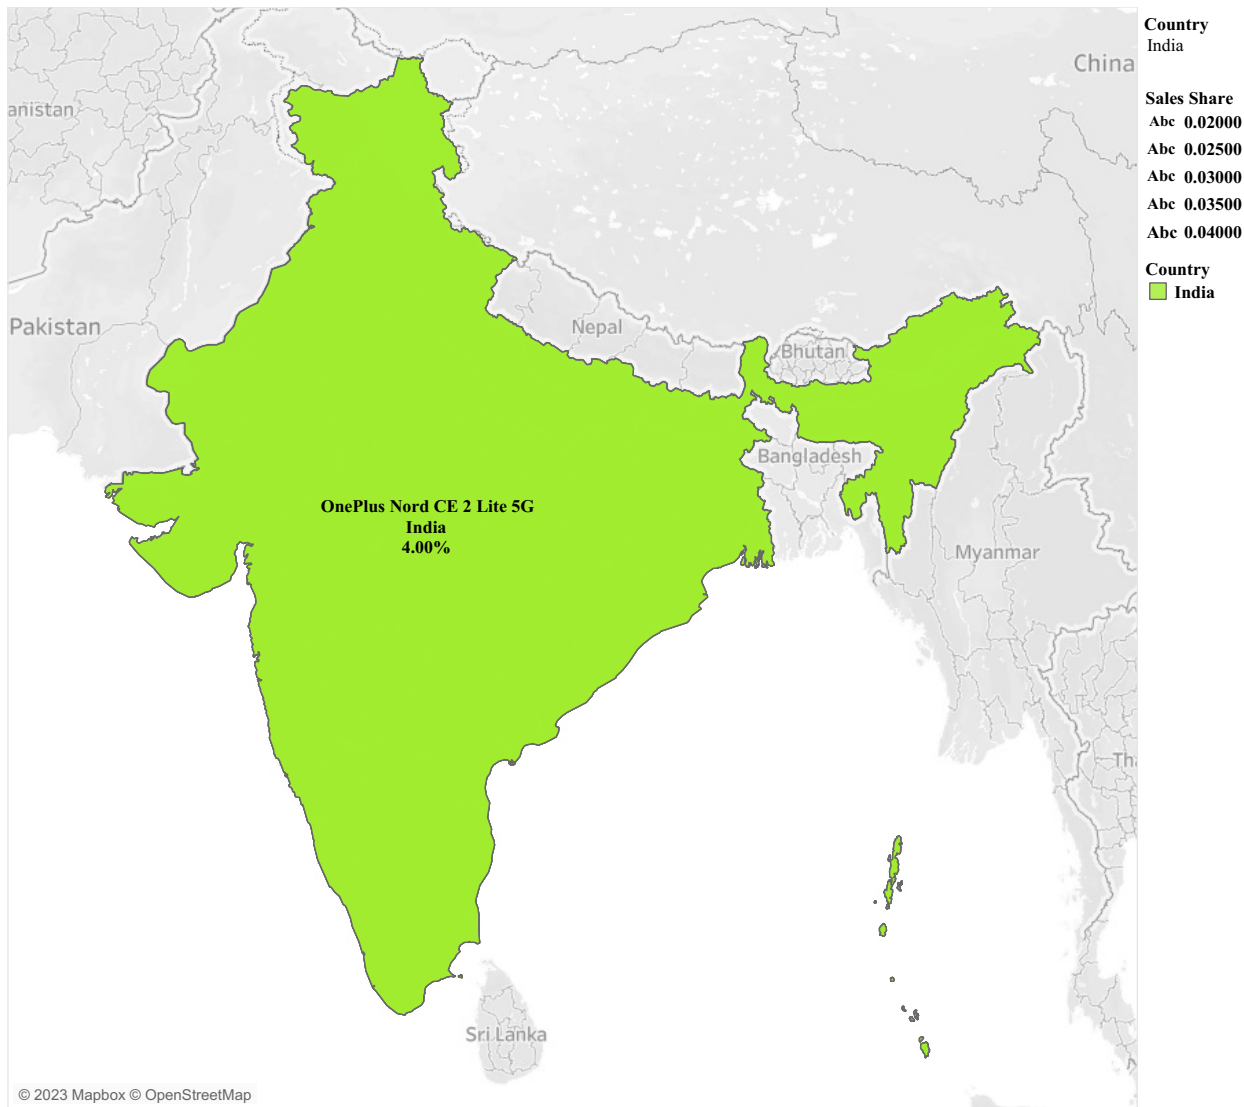 Country
India
China
anistan
Sales Share
Abc 0.02000
Abc 0.02500
Abc 0.03000
Abc 0.03500
Abc 0.04000
Country
India
Pakistan
Nepal
Bhutan
Bangladesh
OnePlus Nord CE 2 Lite 5G
India
4.00%
Myanmar
Th
Sri Lanka
© 2023 Mapbox © OpenStreetMap